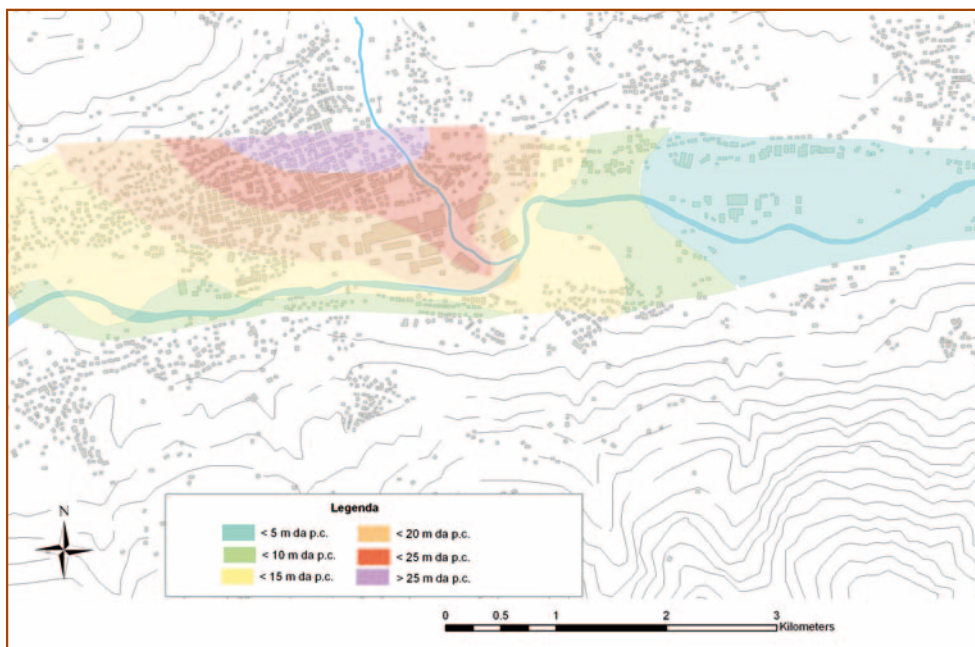 N
Legenda
< 5 m da p.c.
< 20 m da p.c.
< 10 m da p.c.
< 25 m da p.c.
< 15 m da p.c.
> 25 m da p.c.
0 0.5 1 2 3
Kilometers